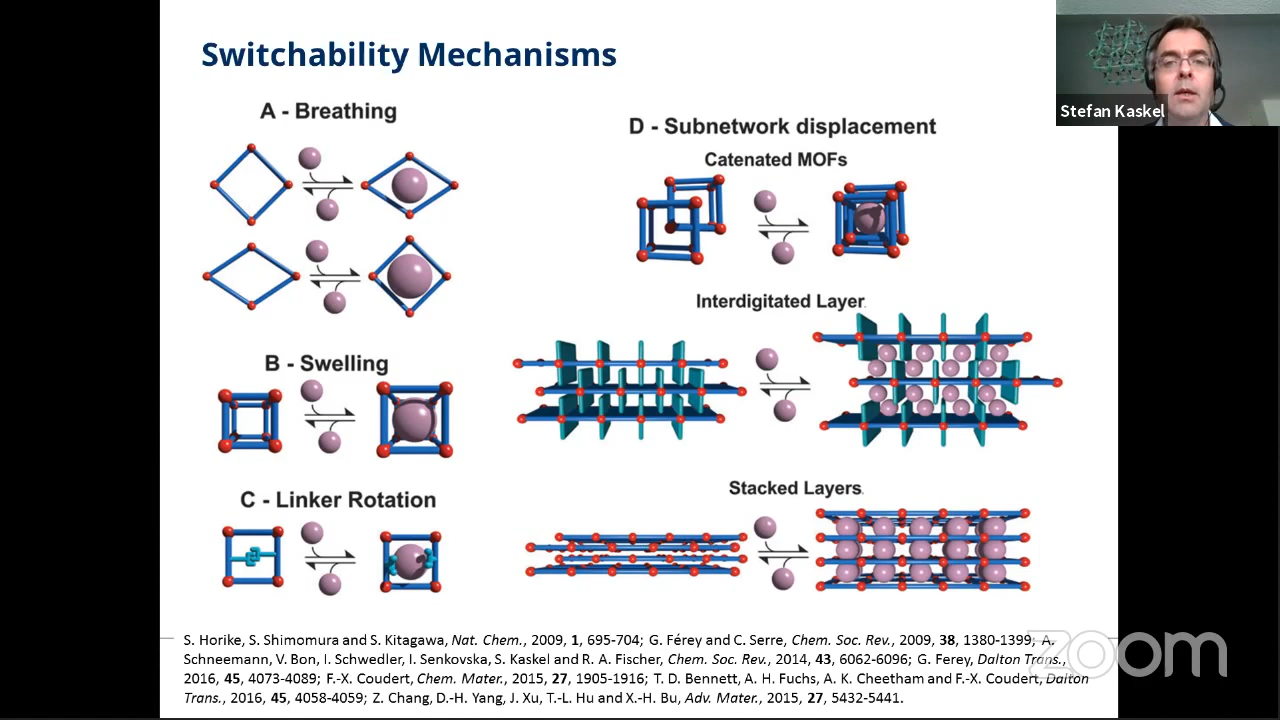 Switchability Mechanisms
Stefan Kaskel
A - Breathing
B - Swelling
C - Linker Rotation
D - Subnetwork displacement
Catenated MOFs
Interdigitated Layer
Stacked Layers
S. Horike, S. Shimomura and S. Kitagawa, Nat. Chem., 2009, 1, 695-704; G. Férey and C. Serre, Chem. Soc. Rev., 2009, 38, 1380-1399; A.
Schneemann, V. Bon, I. Schwedler, I. Senkovska, S. Kaskel and R. A. Fischer, Chem. Soc. Rev., 2014, 43, 6062-6096; G. Ferey, Dalton Trans.,
2016, 45, 4073-4089; F.-X. Coudert, Chem. Mater., 2015, 27, 1905-1916; T. D. Bennett, A. H. Fuchs, A. K. Cheetham and F.-X. Coudert, Dalton
Trans., 2016, 45, 4058-4059; Z. Chang, D.-H. Yang, J. Xu, T.-L. Hu and X.-H. Bu, Adv. Mater., 2015, 27, 5432-5441.
zoom